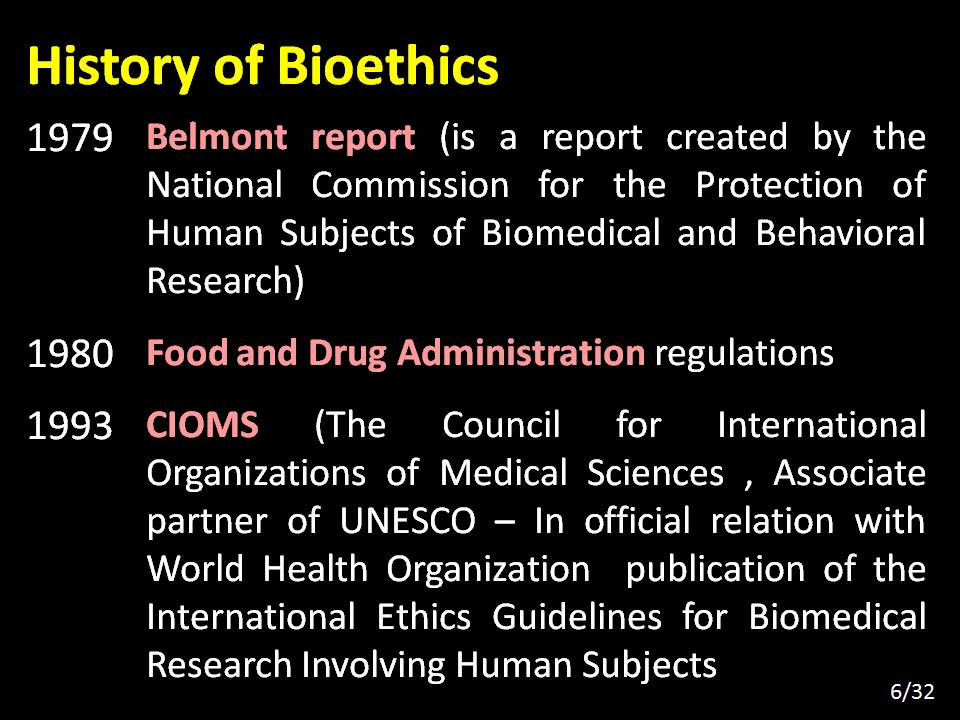 History of Bioethics
1979 Belmont report (is a report created by the
National Commission for the Protection of
Human Subjects of Biomedical and Behavioral
Research)
1980 Food and Drug Administration regulations
1993 CIOMS (The Council for International
Organizations of Medical Sciences , Associate
partner of UNESCO – In official relation with
World Health Organization publication of the
International Ethics Guidelines for Biomedical
Research Involving Human Subjects
6/32